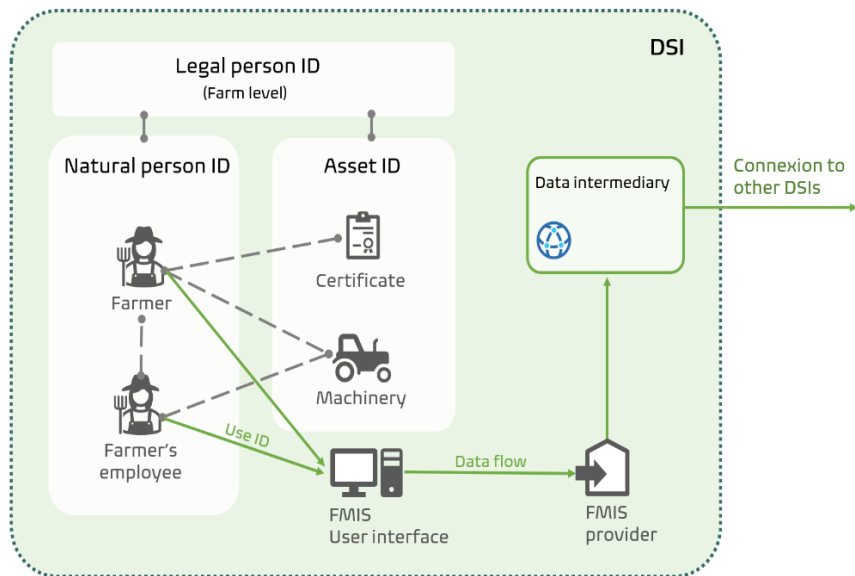 DSI
Legal person ID
(Farm level)
Natural person ID
Asset ID
Data intermediary
Connexion to
other DSIs
Farmer
Certificate
Machinery
Farmer's
employee
Use ID
FMIS
User interface
Data flow
FMIS
provider